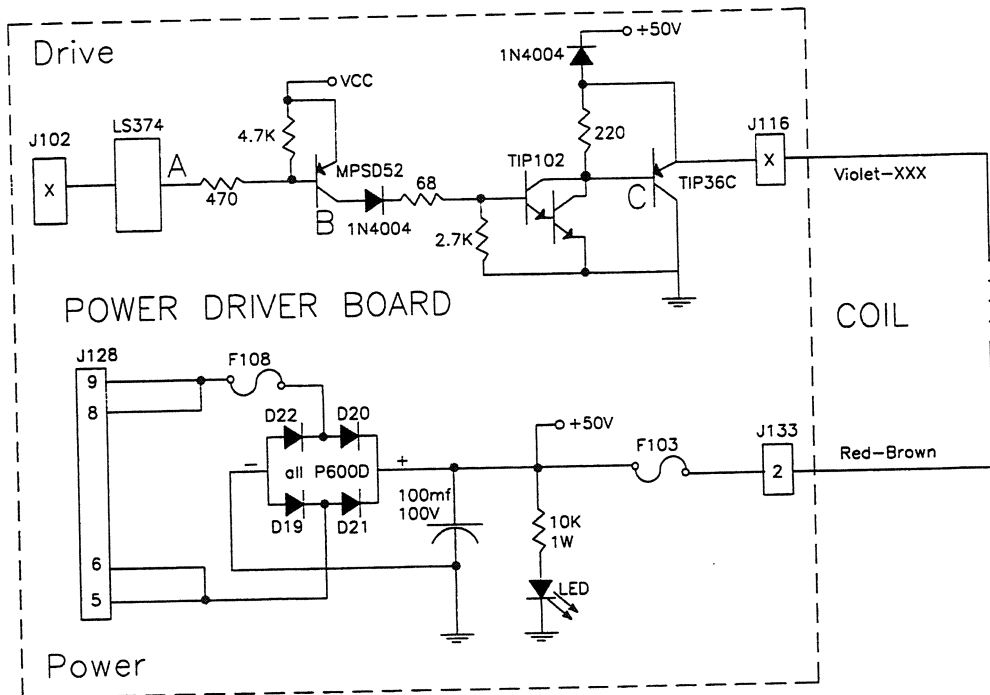 Drive
+50V
1N4004
VCC
J102
LS374
4.7K
220
J116
X
A
MPSD52
TIP102
X
470
B
1N4004
68
2.7K
C
TIP36C
Violet-XXX
POWER DRIVER BOARD
COIL
J128
F108
9
8
D22
D20
+50V
F103
J133
all P600D
-
+
Red-Brown
2
D19
D21
100mf
100V
10K
1W
6
5
LED
Power